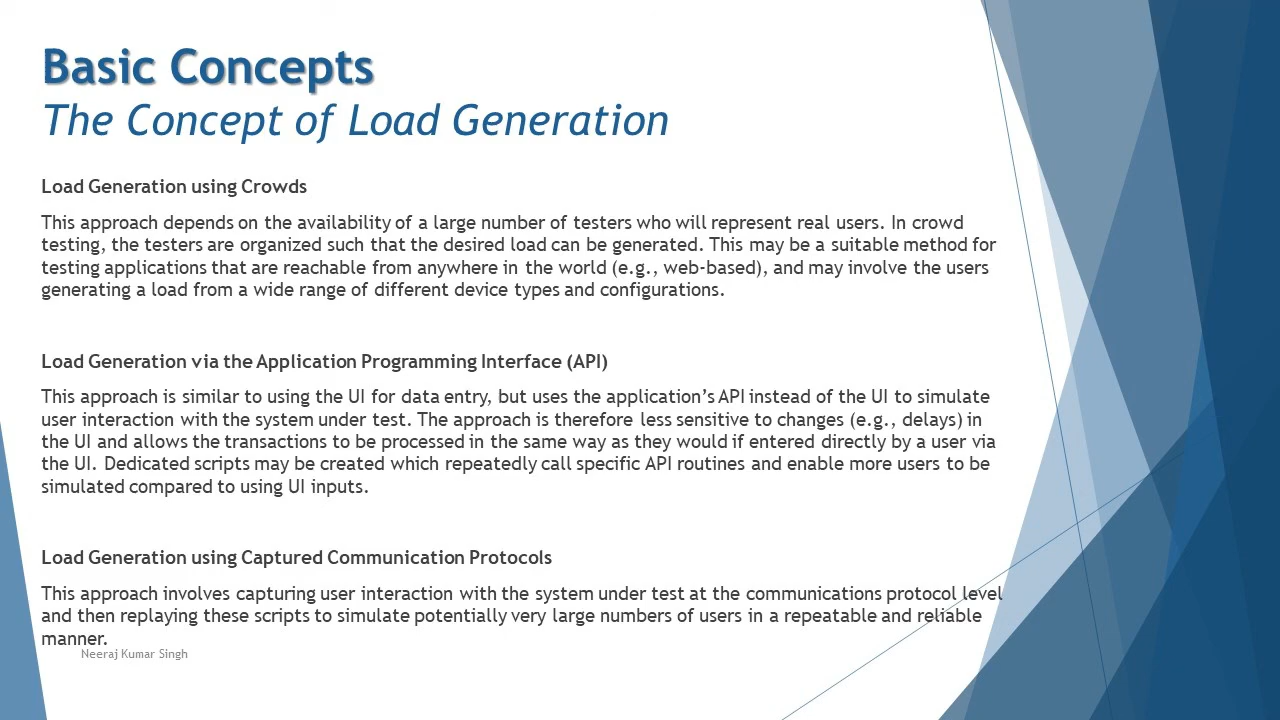 Basic Concepts
The Concept of Load Generation
Load Generation using Crowds
This approach depends on the availability of a large number of testers who will represent real users. In crowd
testing, the testers are organized such that the desired load can be generated. This may be a suitable method for
testing applications that are reachable from anywhere in the world (e.g., web-based), and may involve the users
generating a load from a wide range of different device types and configurations.
Load Generation via the Application Programming Interface (API)
This approach is similar to using the UI for data entry, but uses the application’s API instead of the UI to simulate
user interaction with the system under test. The approach is therefore less sensitive to changes (e.g., delays) in
the UI and allows the transactions to be processed in the same way as they would if entered directly by a user via
the UI. Dedicated scripts may be created which repeatedly call specific API routines and enable more users to be
simulated compared to using UI inputs.
Load Generation using Captured Communication Protocols
This approach involves capturing user interaction with the system under test at the communications protocol level
and then replaying these scripts to simulate potentially very large numbers of users in a repeatable and reliable
manner.
Neeraj Kumar Singh